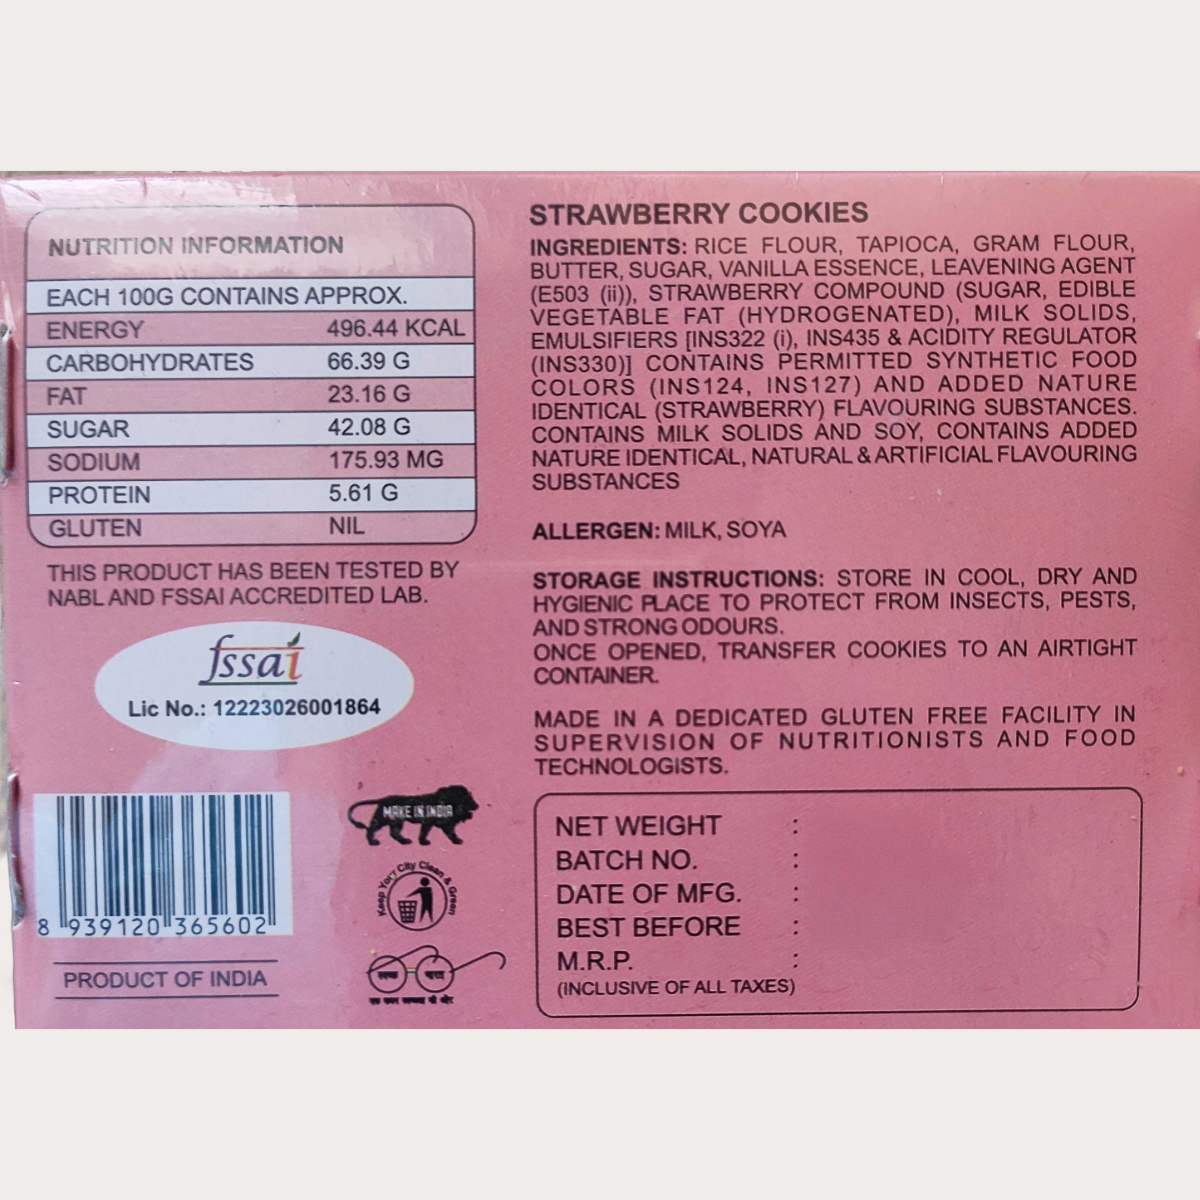 NUTRITION INFORMATION
EACH 100G CONTAINS APPROX.
ENERGY 496.44 KCAL
CARBOHYDRATES 66.39 G
FAT 23.16 G
SUGAR 42.08 G
SODIUM 175.93 MG
PROTEIN 5.61 G
GLUTEN NIL
THIS PRODUCT HAS BEEN TESTED BY
NABL AND FSSAI ACCREDITED LAB.
fssai
Lic No.: 12223026001864
8 939120 365602
PRODUCT OF INDIA
MAKE IN INDIA
Keep Your City Clean & Green
STRAWBERRY COOKIES
INGREDIENTS: RICE FLOUR, TAPIOCA, GRAM FLOUR,
BUTTER, SUGAR, VANILLA ESSENCE, LEAVENING AGENT
(E503 (ii)), STRAWBERRY COMPOUND (SUGAR, EDIBLE
VEGETABLE FAT (HYDROGENATED), MILK SOLIDS,
EMULSIFIERS [INS322 (i), INS435 & ACIDITY REGULATOR
(INS330)] CONTAINS PERMITTED SYNTHETIC FOOD
COLORS (INS124, INS127) AND ADDED NATURE
IDENTICAL (STRAWBERRY) FLAVOURING SUBSTANCES.
CONTAINS MILK SOLIDS AND SOY, CONTAINS ADDED
NATURE IDENTICAL, NATURAL & ARTIFICIAL FLAVOURING
SUBSTANCES
ALLERGEN: MILK, SOYA
STORAGE INSTRUCTIONS: STORE IN COOL, DRY AND
HYGIENIC PLACE TO PROTECT FROM INSECTS, PESTS,
AND STRONG ODOURS.
ONCE OPENED, TRANSFER COOKIES TO AN AIRTIGHT
CONTAINER.
MADE IN A DEDICATED GLUTEN FREE FACILITY IN
SUPERVISION OF NUTRITIONISTS AND FOOD
TECHNOLOGISTS.
NET WEIGHT :
BATCH NO. :
DATE OF MFG. :
BEST BEFORE :
M.R.P. :
(INCLUSIVE OF ALL TAXES)